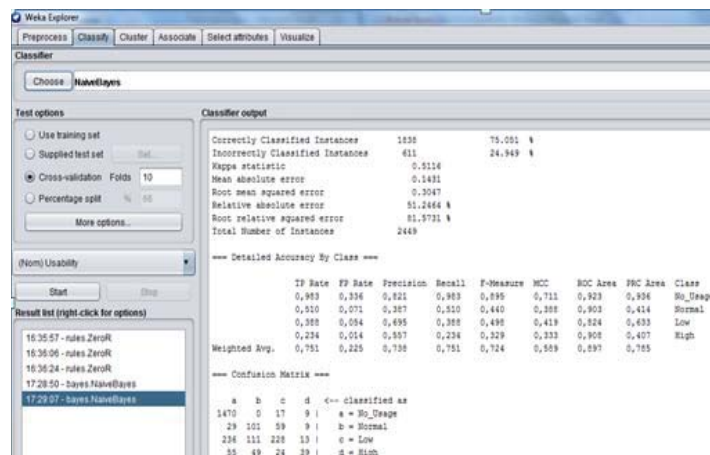 Weka Explorer
Preprocess Classify Cluster Associate Select attributes Visualize
Classifier
Choose NaiveBayes
Test options
Use training set
Supplied test set Set...
Cross-validation Folds 10
Percentage split % 66
More options...
(Nom) Usability
Start Stop
Result list (right-click for options)
16:35:57 - rules.ZeroR
16:36:06 - rules.ZeroR
16:36:24 - rules.ZeroR
17:28:50 - bayes.NaiveBayes
17:29:07 - bayes.NaiveBayes
Classifier output
Correctly Classified Instances 1838 75.051 %
Incorrectly Classified Instances 611 24.949 %
Kappa statistic 0.5116
Mean absolute error 0.1431
Root mean squared error 0.3047
Relative absolute error 51.2464 %
Root relative squared error 81.5731 %
Total Number of Instances 2449
=== Detailed Accuracy By Class ===
TP Rate FP Rate Precision Recall F-Measure MCC ROC Area PRC Area Class
0,983 0,336 0,821 0,983 0,895 0,711 0,923 0,936 No_Usage
0,510 0,071 0,387 0,510 0,440 0,388 0,903 0,414 Normal
0,388 0,054 0,695 0,388 0,498 0,419 0,824 0,633 Low
0,234 0,014 0,557 0,234 0,329 0,333 0,908 0,407 High
Weighted Avg. 0,751 0,225 0,738 0,751 0,724 0,589 0,897 0,785
=== Confusion Matrix ===
a b c d <-- classified as
1470 0 17 9 | a = No_Usage
29 101 59 9 | b = Normal
236 111 228 13 | c = Low
55 49 24 39 | d = High